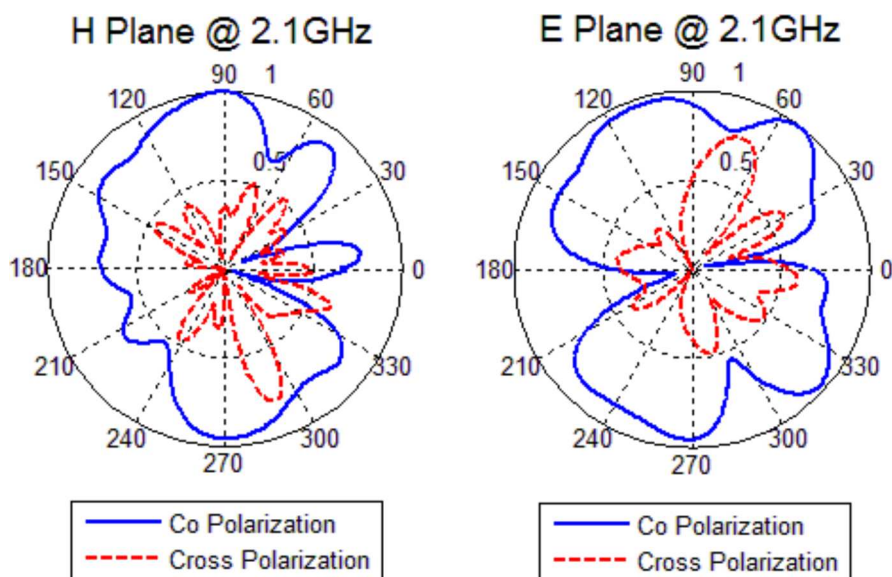 H Plane @ 2.1GHz
90 1
120 60
0.5
150 30
180 0
210 330
240 300
270
Co Polarization
Cross Polarization
E Plane @ 2.1GHz
90 1
120 60
0.5
150 30
180 0
210 330
240 300
270
Co Polarization
Cross Polarization